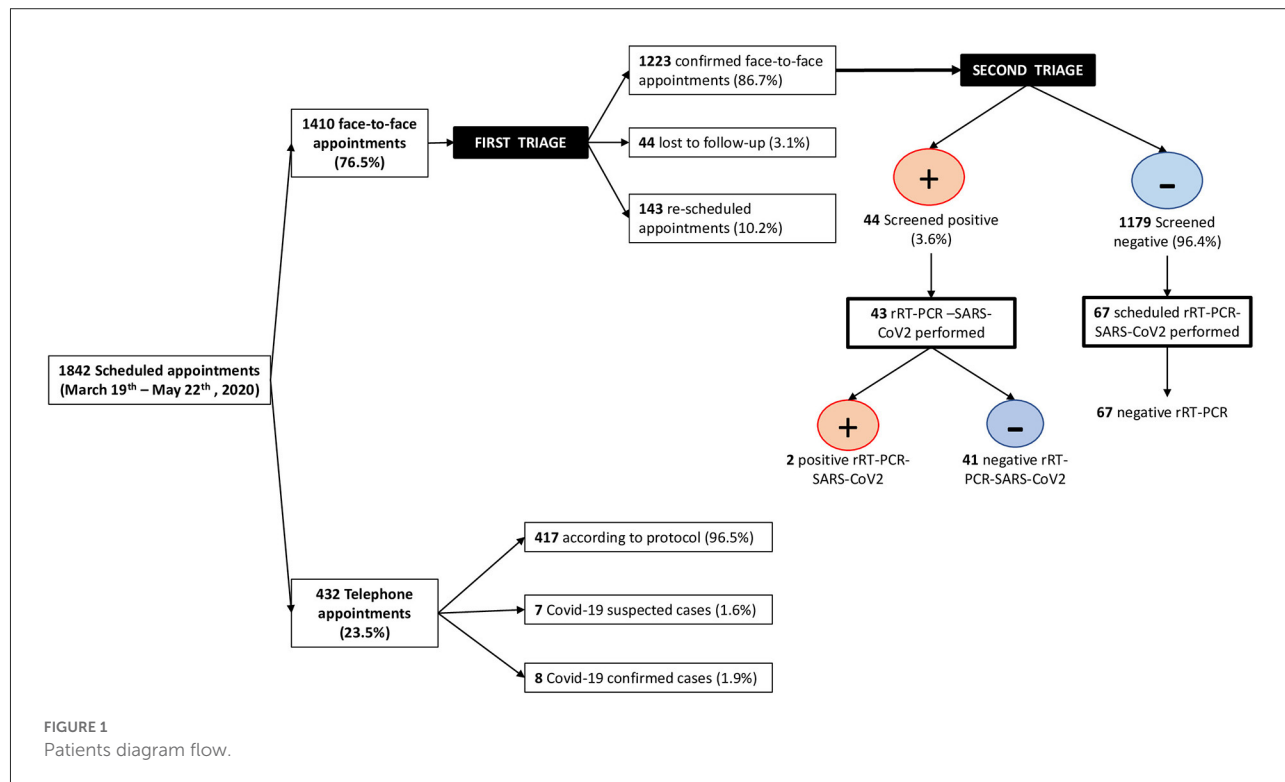 1842 Scheduled appointments
(March 19th – May 22th , 2020)
1410 face-to-face
appointments
(76.5%)
FIRST TRIAGE
1223 confirmed face-to-face
appointments (86.7%)
44 lost to follow-up (3.1%)
143 re-scheduled
appointments (10.2%)
SECOND TRIAGE
+
44 Screened positive
(3.6%)
43 rRT-PCR –SARS-
CoV2 performed
+
2 positive rRT-PCR-
SARS-CoV2
–
41 negative rRT-
PCR-SARS-CoV2
–
1179 Screened
negative (96.4%)
67 scheduled rRT-PCR-
SARS-CoV2 performed
67 negative rRT-PCR
432 Telephone
appointments
(23.5%)
417 according to protocol (96.5%)
7 Covid-19 suspected cases (1.6%)
8 Covid-19 confirmed cases (1.9%)
FIGURE 1
Patients diagram flow.